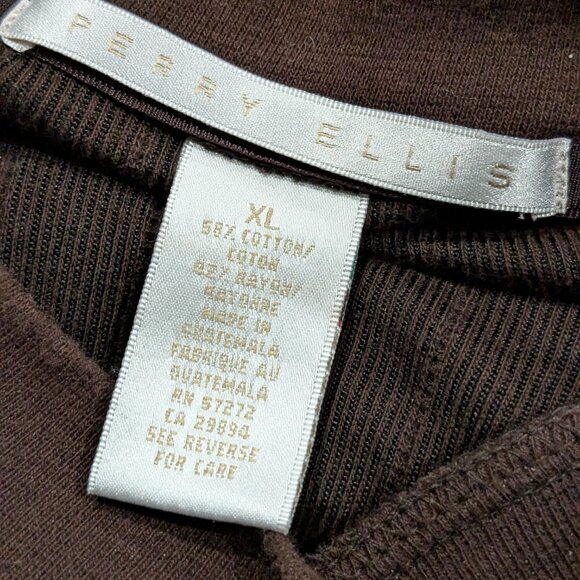 PERRY ELLIS
XL
58% COTTON/
COTON
42% RAYON/
RAYONNE
MADE IN
GUATEMALA
FABRIQUE AU
GUATEMALA
RN 57272
CA 29894
SEE REVERSE
FOR CARE